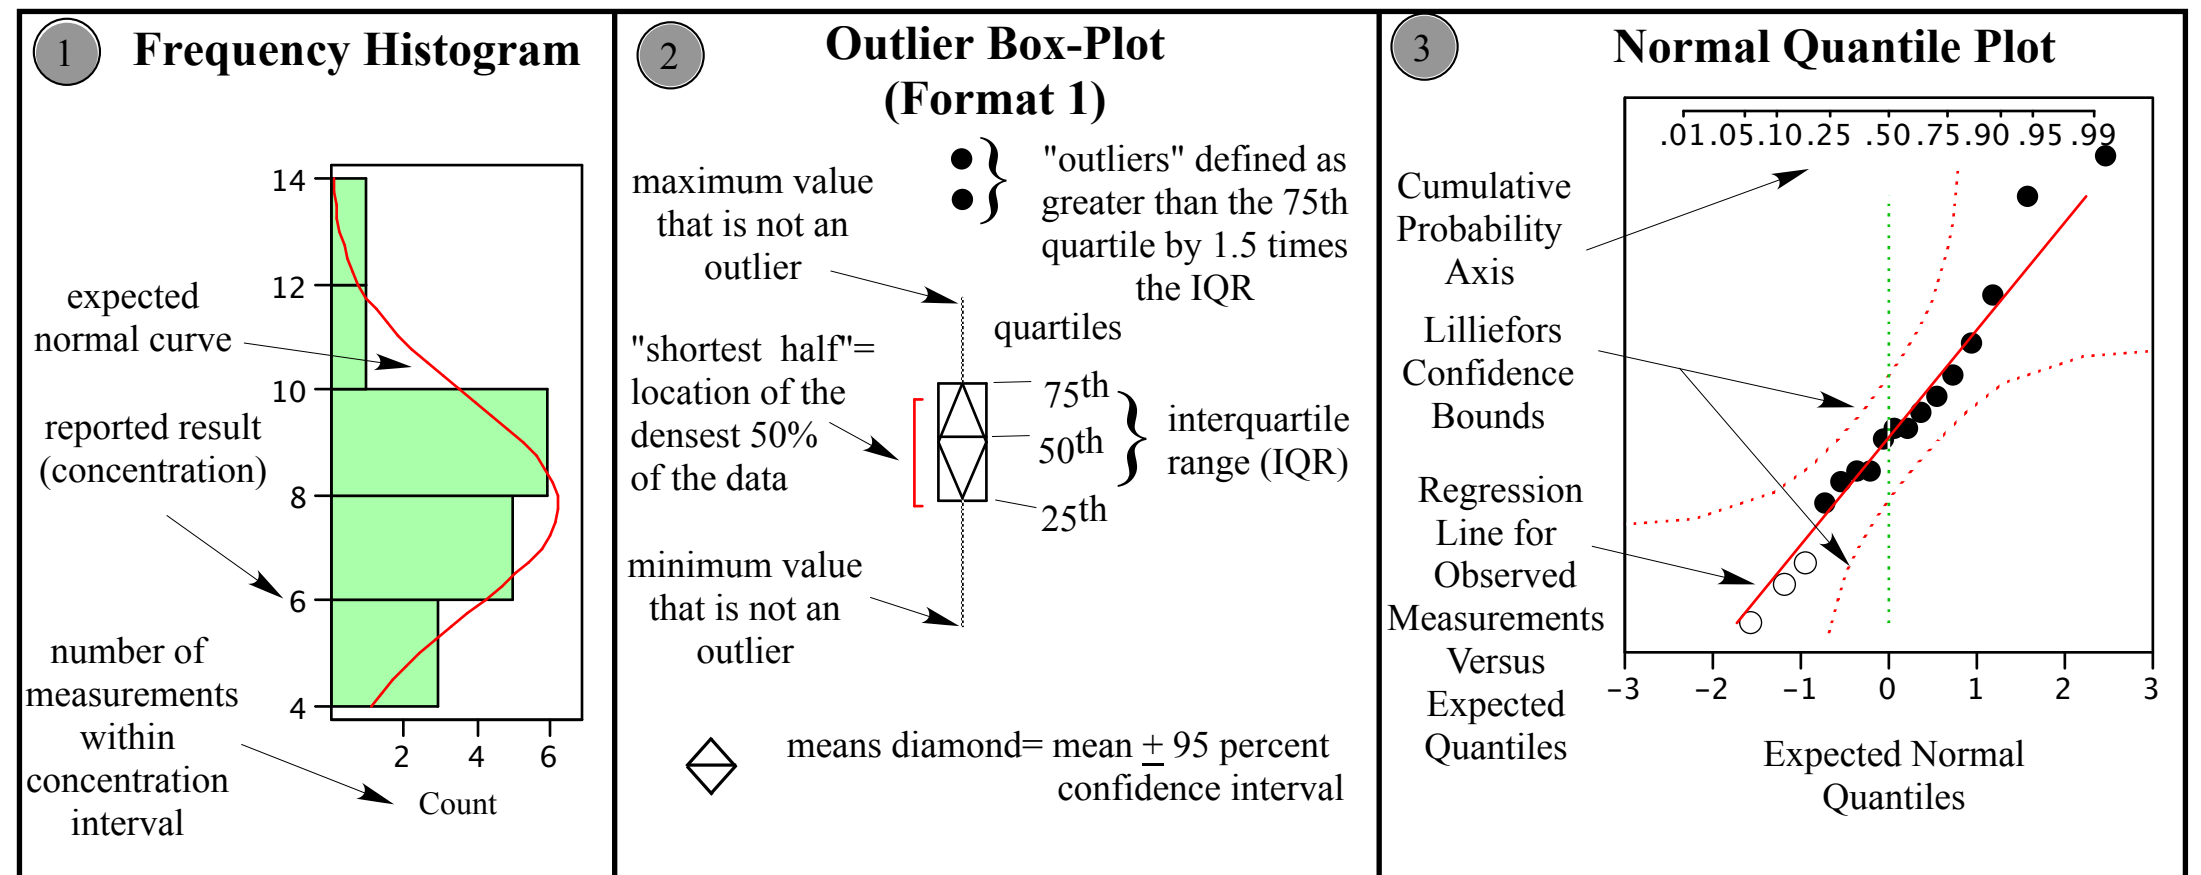 1
Frequency Histogram
14
12
10
8
6
4
2 4 6
Count
expected
normal curve
reported result
(concentration)
number of
measurements
within
concentration
interval
2
Outlier Box-Plot
(Format 1)
maximum value
that is not an
outlier
"outliers" defined as
greater than the 75th
quartile by 1.5 times
the IQR
quartiles
"shortest half"=
location of the
densest 50%
of the data
75th
50th
25th
interquartile
range (IQR)
minimum value
that is not an
outlier
means diamond= mean ± 95 percent
confidence interval
3
Normal Quantile Plot
.01 .05 .10 .25 .50 .75 .90 .95 .99
Cumulative
Probability
Axis
Lilliefors
Confidence
Bounds
Regression
Line for
Observed
Measurements
Versus
Expected
Quantiles
−3 −2 −1 0 1 2 3
Expected Normal
Quantiles